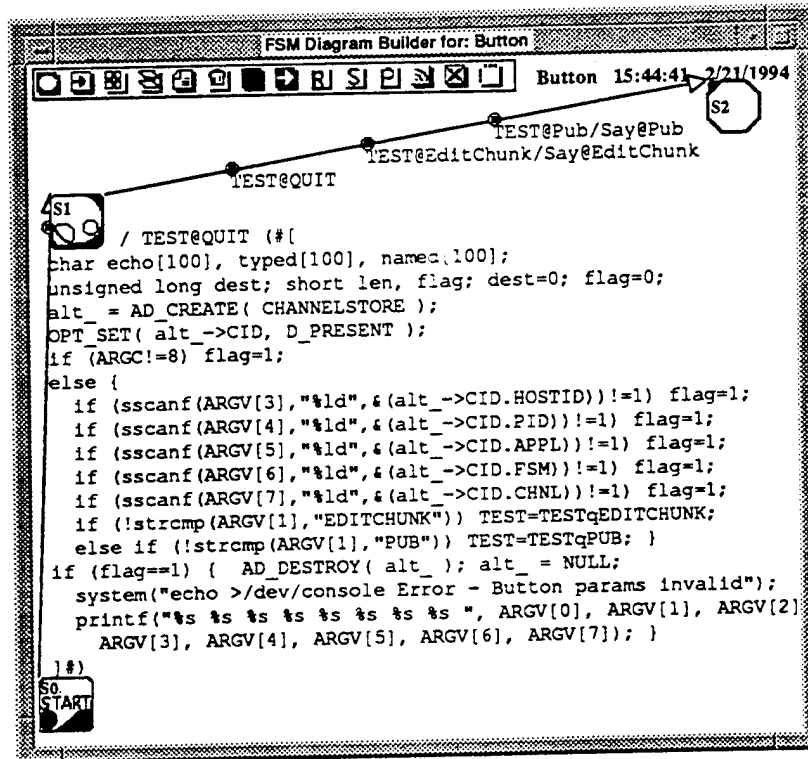 FSM Diagram Builder for: Button
R S P Button 15:44:41 2/21/1994
S2
TEST@Pub/Say@Pub
TEST@EditChunk/Say@EditChunk
TEST@QUIT
S1
/ TEST@QUIT (#[
char echo[100], typed[100], named[100];
unsigned long dest; short len, flag; dest=0; flag=0;
alt_ = AD_CREATE( CHANNELSTORE );
OPT_SET( alt_->CID, D_PRESENT );
if (ARGC!=8) flag=1;
else {
if (sscanf(ARGV[3],"%ld",&(alt_->CID.HOSTID))!=1) flag=1;
if (sscanf(ARGV[4],"%ld",&(alt_->CID.PID))!=1) flag=1;
if (sscanf(ARGV[5],"%ld",&(alt_->CID.APPL))!=1) flag=1;
if (sscanf(ARGV[6],"%ld",&(alt_->CID.FSM))!=1) flag=1;
if (sscanf(ARGV[7],"%ld",&(alt_->CID.CHNL))!=1) flag=1;
if (!strcmp(ARGV[1],"EDITCHUNK")) TEST=TESTqEDITCHUNK;
else if (!strcmp(ARGV[1],"PUB")) TEST=TESTqPUB; }
if (flag==1) { AD_DESTROY( alt_ ); alt_ = NULL;
system("echo >/dev/console Error - Button params invalid");
printf("%s %s %s %s %s %s %s %s ", ARGV[0], ARGV[1], ARGV[2]
ARGV[3], ARGV[4], ARGV[5], ARGV[6], ARGV[7]); }
]#)
S0.
START